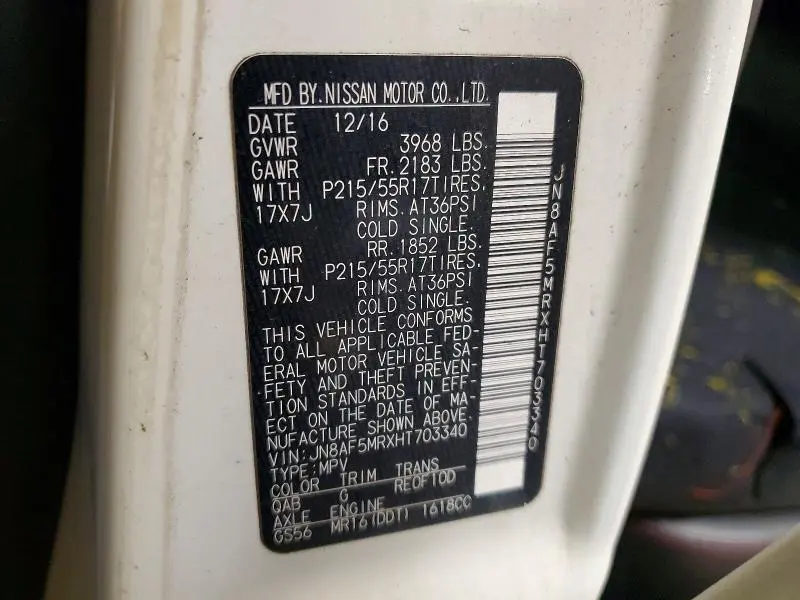 MFD BY.NISSAN MOTOR CO.,LTD.
DATE 12/16
GVWR 3968 LBS.
GAWR FR.2183 LBS.
WITH P215/55R17TIRES,
17X7J RIMS.AT36PSI
COLD SINGLE.
GAWR RR.1852 LBS.
WITH P215/55R17TIRES,
17X7J RIMS.AT36PSI
COLD SINGLE.
THIS VEHICLE CONFORMS
TO ALL APPLICABLE FED-
ERAL MOTOR VEHICLE SA-
FETY AND THEFT PREVEN-
TION STANDARDS IN EFF-
ECT ON THE DATE OF MA-
NUFACTURE SHOWN ABOVE.
VIN:JN8AF5MRXHT703340
TYPE:MPV
COLOR TRIM TRANS
QAB G RE0F10D
AXLE ENGINE
GS56 MR16(DDT) 1618CC
JN8AF5MRXHT703340